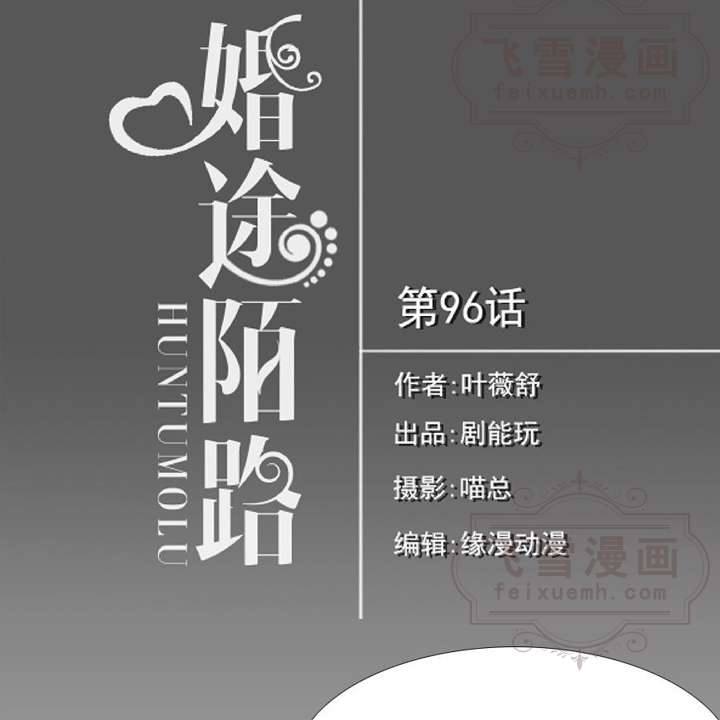 婚途陌路
HUNTUMOLU
第96话
作者:叶薇舒
出品:剧能玩
摄影:喵总
编辑:缘漫动漫
飞雪漫画
feixuemh.com
飞雪漫画
feixuemh.com